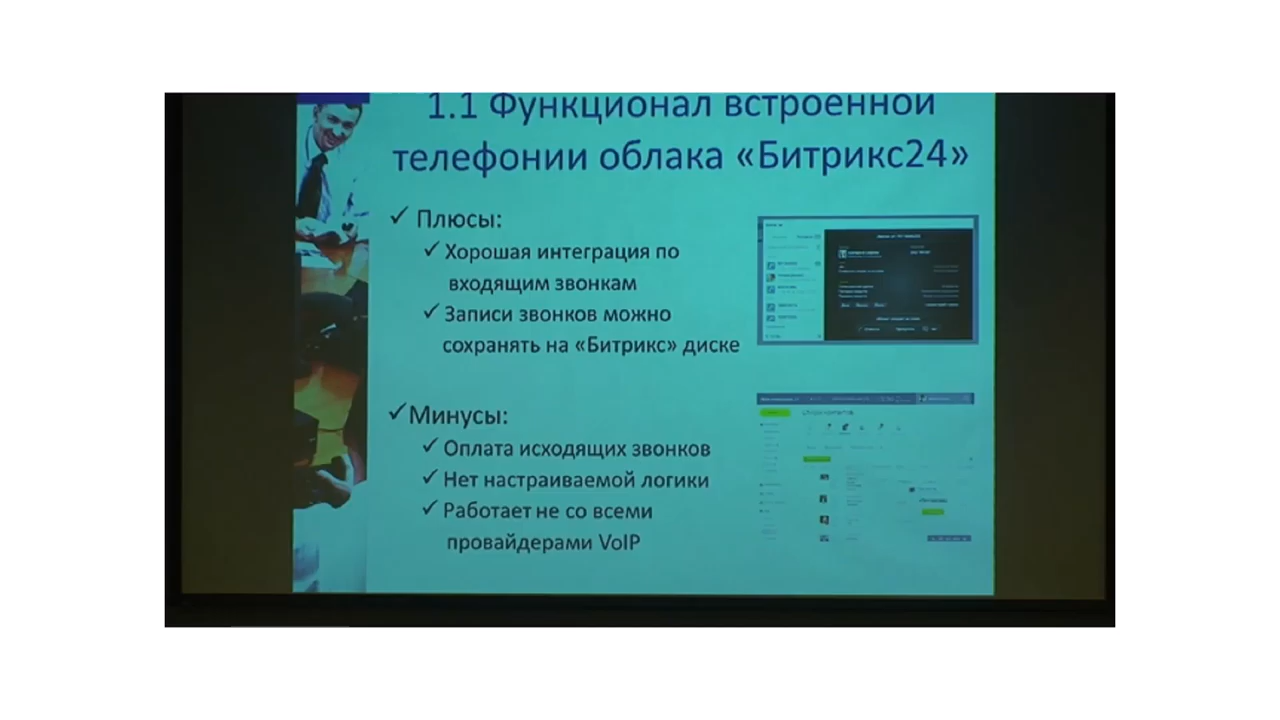 1.1 Функционал встроенной
телефонии облака «Битрикс24»
✓ Плюсы:
✓ Хорошая интеграция по
входящим звонкам
✓ Записи звонков можно
сохранять на «Битрикс» диске
✓ Минусы:
✓ Оплата исходящих звонков
✓ Нет настраиваемой логики
✓ Работает не со всеми
провайдерами VoIP